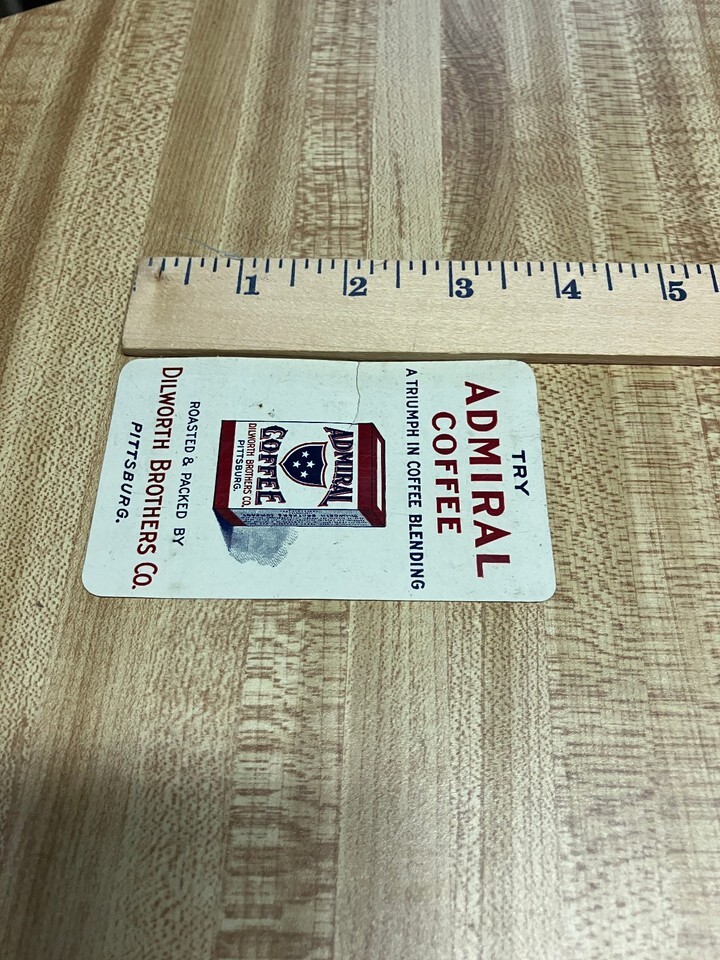 1 2 3 4 5
TRY
ADMIRAL
COFFEE
A TRIUMPH IN COFFEE BLENDING
ADMIRAL
COFFEE
DILWORTH BROTHERS CO.
PITTSBURG.
ROASTED & PACKED BY
DILWORTH BROTHERS CO.
PITTSBURG.